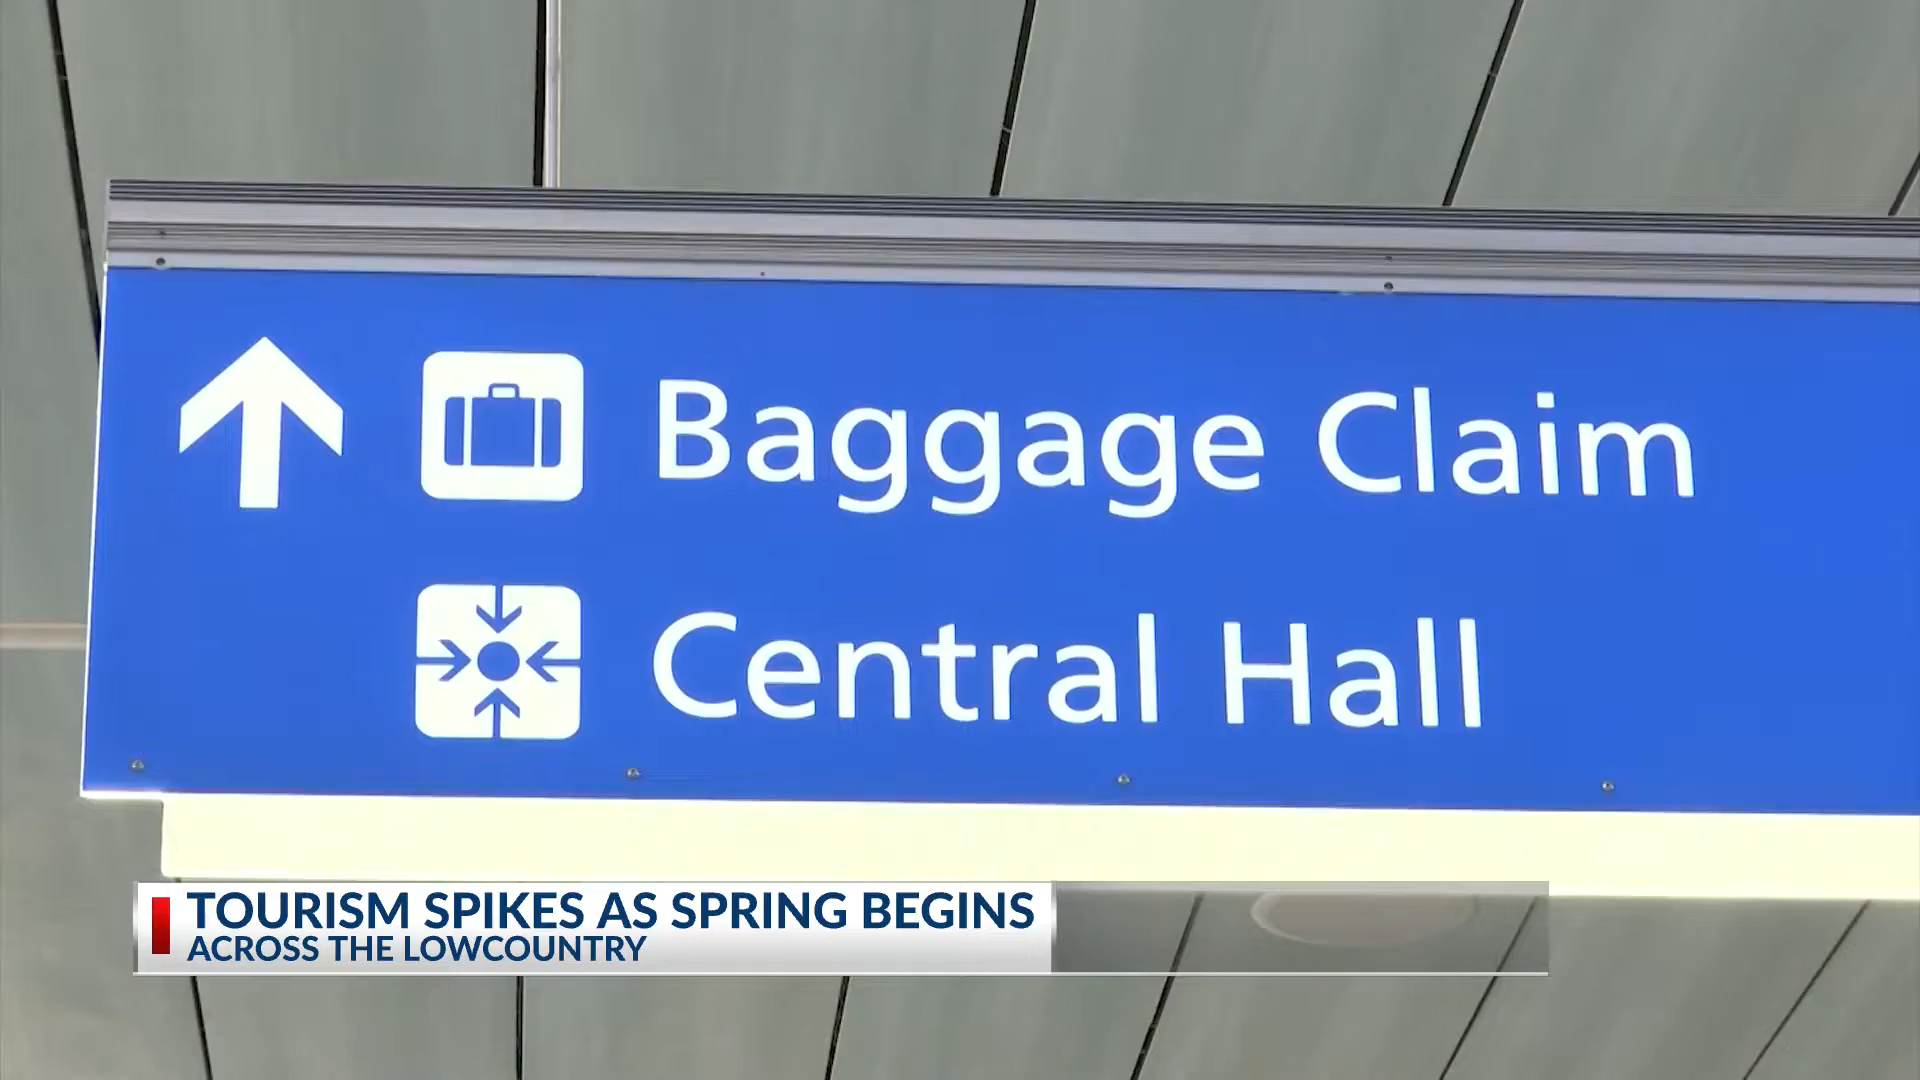 Baggage Claim
Central Hall
TOURISM SPIKES AS SPRING BEGINS
ACROSS THE LOWCOUNTRY